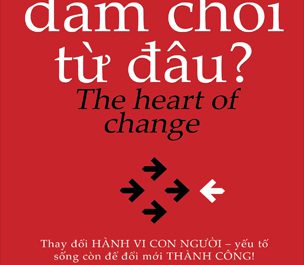 đâm chồi
từ đâu?
The heart of
change
Thay đổi HÀNH VI CON NGƯỜI – yếu tố
sống còn để đổi mới THÀNH CÔNG!